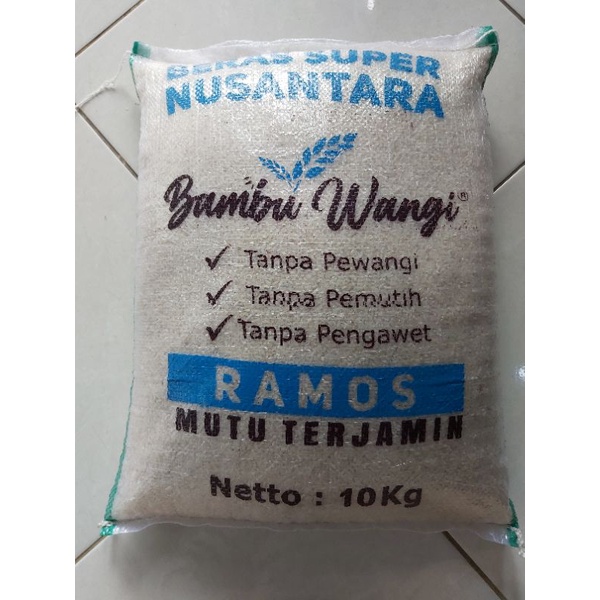 BERAS SUPER
NUSANTARA
Bambu Wangi®
✓ Tanpa Pewangi
✓ Tanpa Pemutih
✓ Tanpa Pengawet
RAMOS
MUTU TERJAMIN
Netto : 10Kg